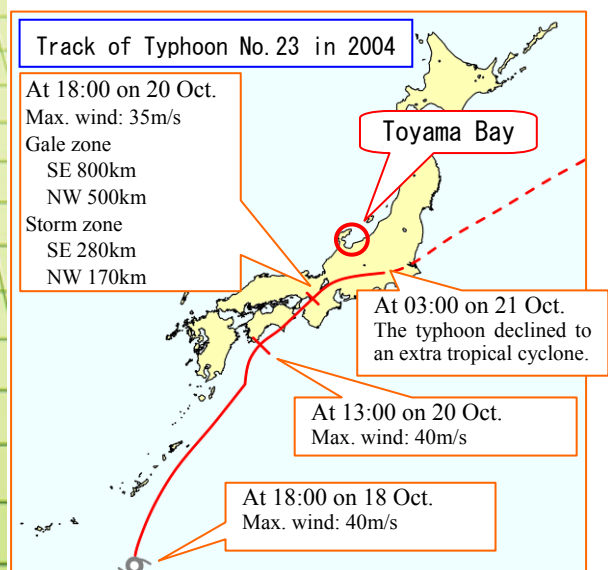 Track of Typhoon No.23 in 2004
At 18:00 on 20 Oct.
Max. wind: 35m/s
Gale zone
SE 800km
NW 500km
Storm zone
SE 280km
NW 170km
Toyama Bay
At 03:00 on 21 Oct.
The typhoon declined to
an extra tropical cyclone.
At 13:00 on 20 Oct.
Max. wind: 40m/s
At 18:00 on 18 Oct.
Max. wind: 40m/s